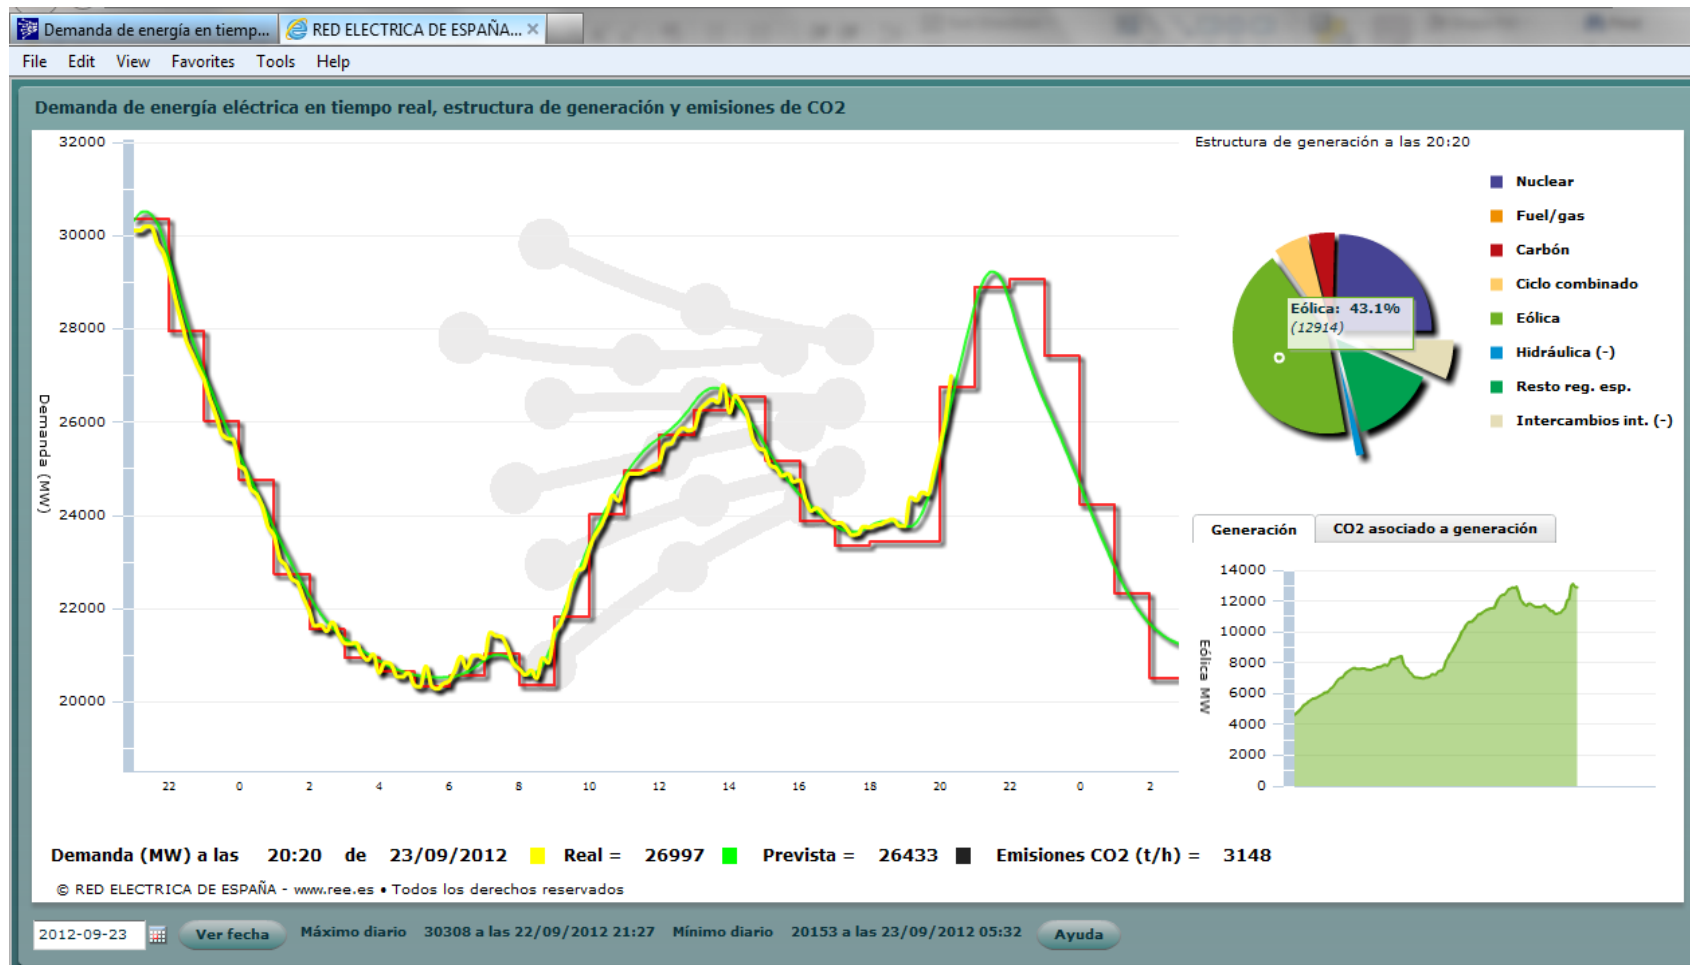 Demanda de energía en tiemp...
RED ELECTRICA DE ESPAÑA...
File Edit View Favorites Tools Help
Demanda de energía eléctrica en tiempo real, estructura de generación y emisiones de CO2
32000
30000
28000
26000
24000
22000
20000
Demanda (MW)
22 0 2 4 6 8 10 12 14 16 18 20 22 0 2
Estructura de generación a las 20:20
Nuclear
Fuel/gas
Carbón
Ciclo combinado
Eólica
Hidráulica (-)
Resto reg. esp.
Intercambios int. (-)
Eólica: 43.1%
(12914)
Generación
CO2 asociado a generación
14000
12000
10000
8000
6000
4000
2000
0
Eólica MW
Demanda (MW) a las 20:20 de 23/09/2012 Real = 26997 Prevista = 26433 Emisiones CO2 (t/h) = 3148
© RED ELECTRICA DE ESPAÑA - www.ree.es • Todos los derechos reservados
2012-09-23 Ver fecha Máximo diario 30308 a las 22/09/2012 21:27 Mínimo diario 20153 a las 23/09/2012 05:32 Ayuda